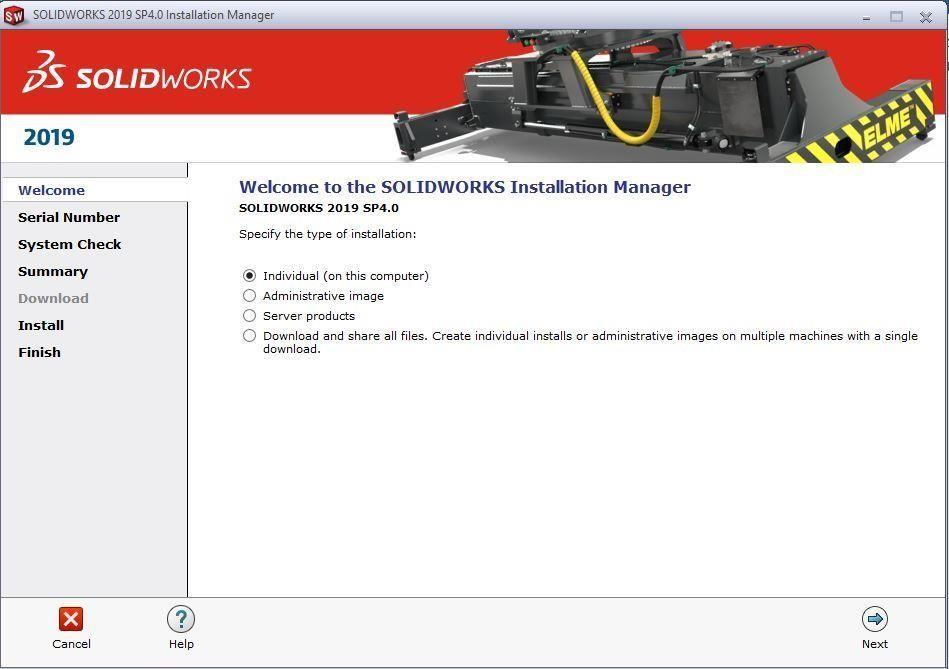 SW SOLIDWORKS 2019 SP4.0 Installation Manager
SOLIDWORKS
ELME
2019
Welcome
Serial Number
System Check
Summary
Download
Install
Finish
Welcome to the SOLIDWORKS Installation Manager
SOLIDWORKS 2019 SP4.0
Specify the type of installation:
Individual (on this computer)
Administrative image
Server products
Download and share all files. Create individual installs or administrative images on multiple machines with a single
download.
Cancel
Help
Next